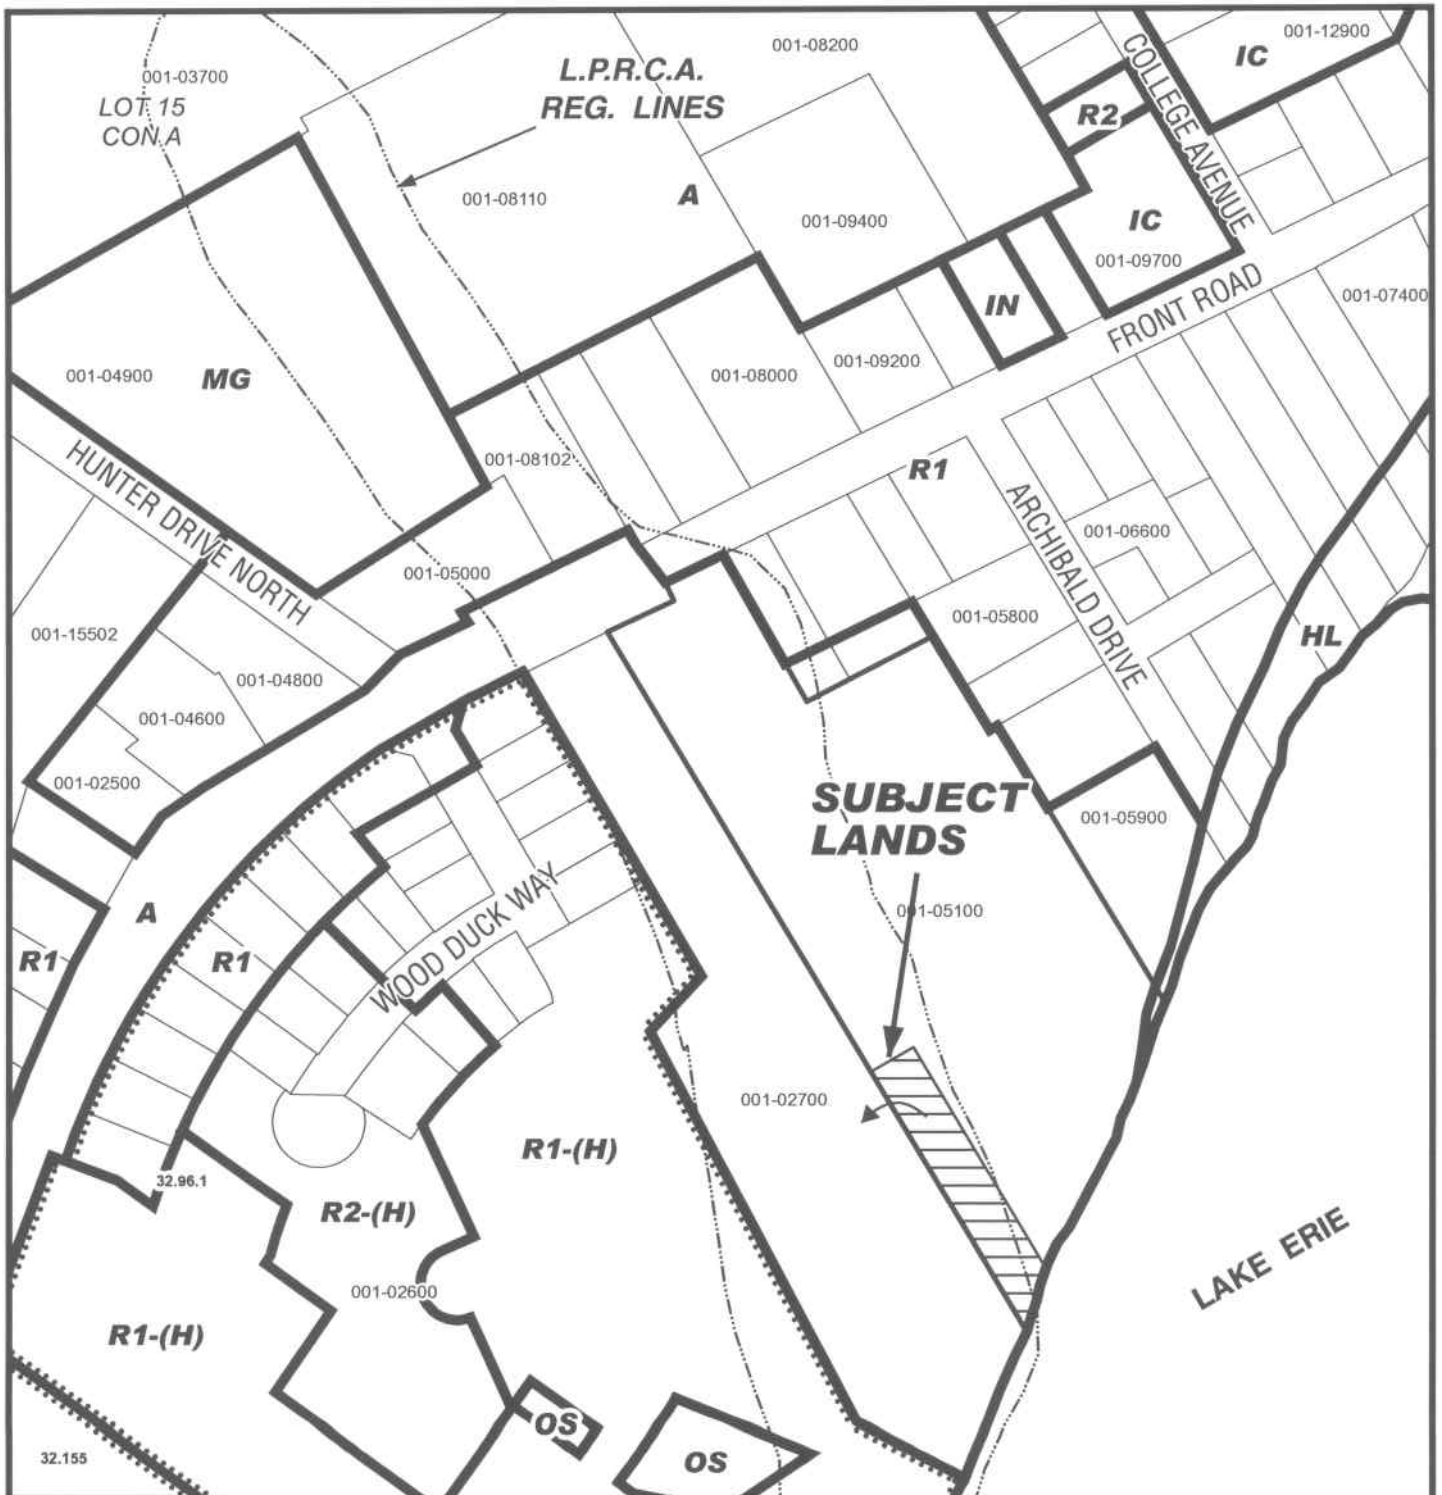 001-08200
001-12900
IC
COLLEGE AVENUE
001-03700
L.P.R.C.A.
REG. LINES
LOT 15
CON.A
R2
001-08110
A
001-09400
IC
001-09700
FRONT ROAD
IN
001-07400
001-04900
MG
001-08000
001-09200
HUNTER DRIVE NORTH
001-08102
R1
ARCHIBALD DRIVE
001-06600
001-05000
001-05800
001-15502
HL
001-04800
001-04600
001-02500
SUBJECT
LANDS
001-05900
A
001-05100
WOOD DUCK WAY
R1
R1
001-02700
R1-(H)
32.96.1
R2-(H)
LAKE ERIE
001-02600
R1-(H)
OS
OS
32.155